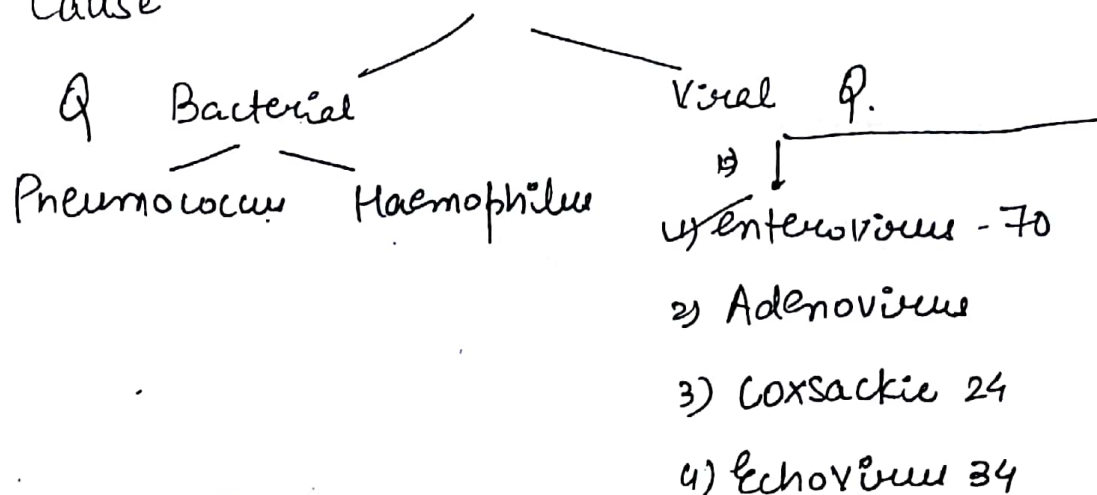 Cause
Q Bacterial Viral Q.
Pneumococcus Haemophilus
1) Enterovirus - 70
2) Adenovirus
3) Coxsackie 24
4) Echovirus 34